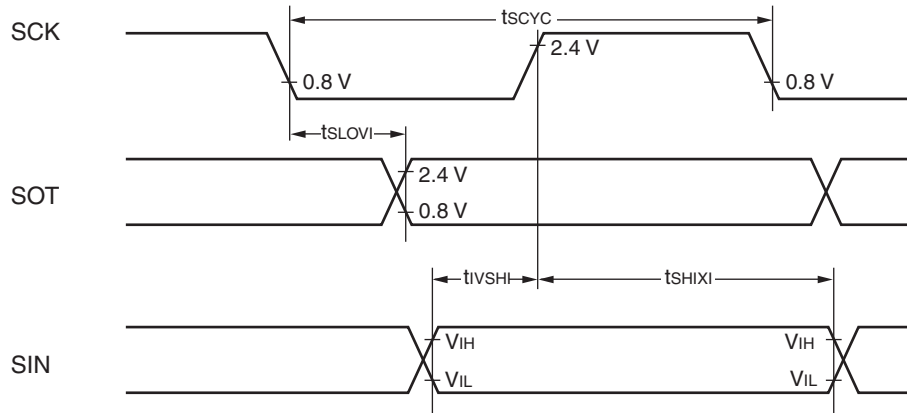 tSCYC
SCK
2.4 V
0.8 V
0.8 V
tSLOVI
2.4 V
SOT
0.8 V
tIVSHI
tSHIXI
VIH
VIH
SIN
VIL
VIL